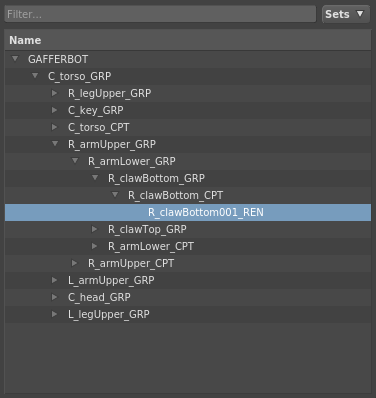 Filter...
Sets
Name
GAFFERBOT
C_torso_GRP
R_legUpper_GRP
C_key_GRP
C_torso_CPT
R_armUpper_GRP
R_armLower_GRP
R_clawBottom_GRP
R_clawBottom_CPT
R_clawBottom001_REN
R_clawTop_GRP
R_armLower_CPT
R_armUpper_CPT
L_armUpper_GRP
C_head_GRP
L_legUpper_GRP